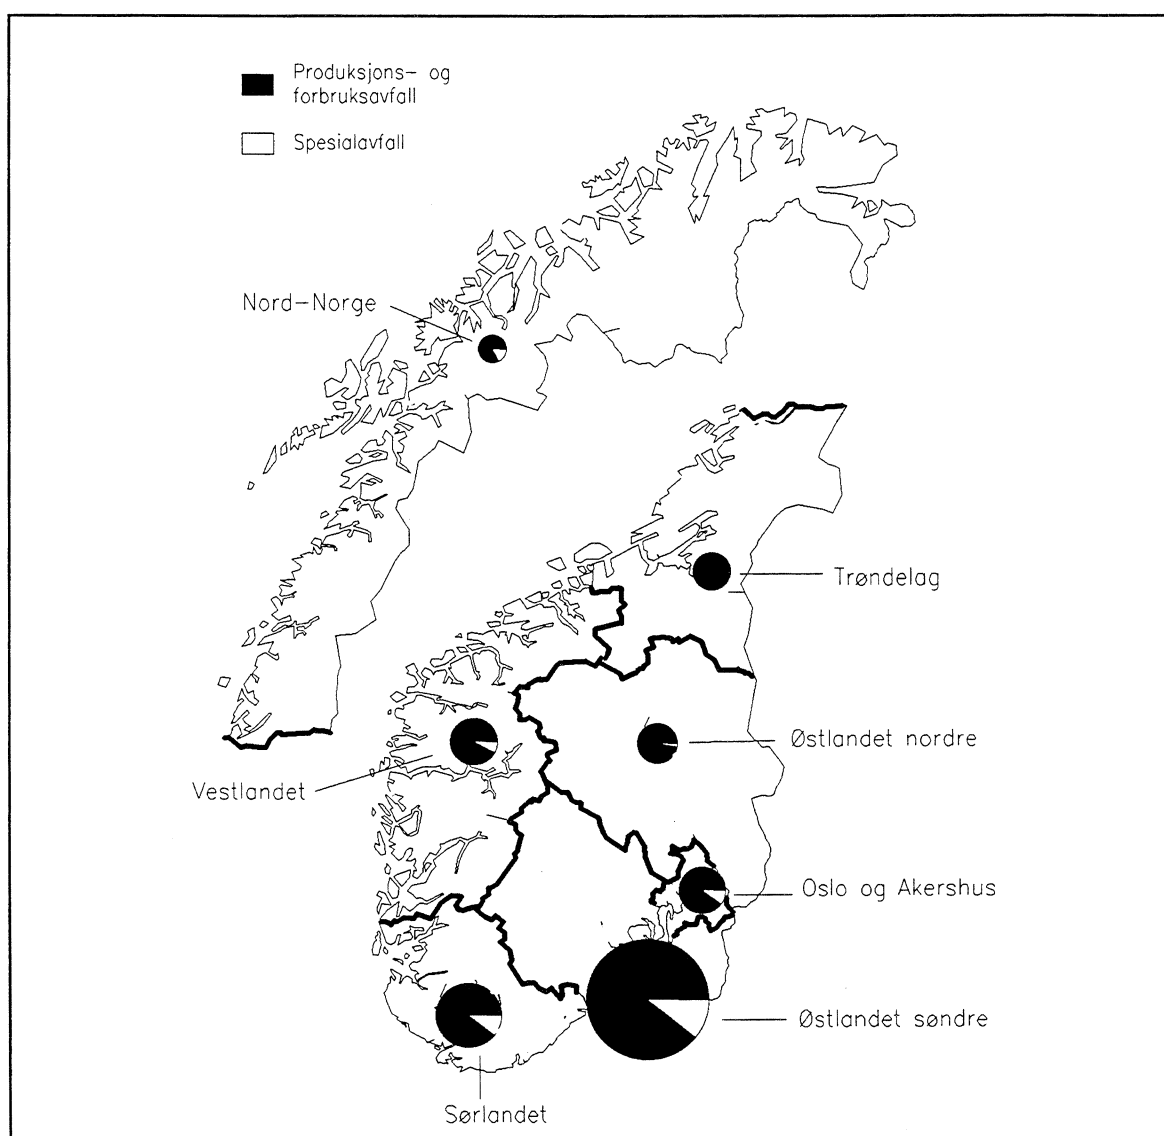 Produksjons- og
forbruksavfall
Spesialavfall
Nord-Norge
Trøndelag
Østlandet nordre
Vestlandet
Oslo og Akershus
Østlandet søndre
Sørlandet